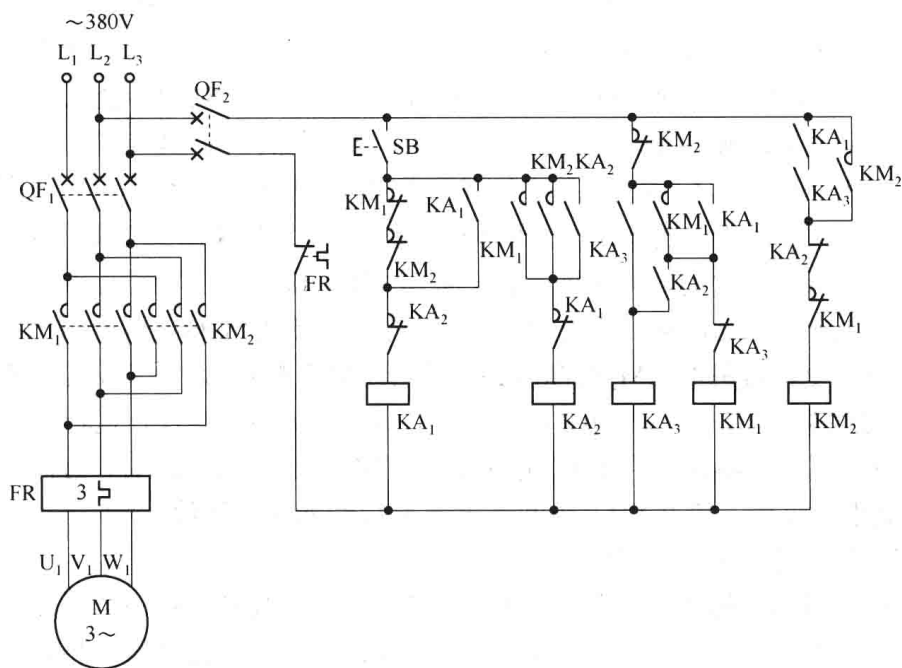 ～380V
L₁ L₂ L₃
QF₂
SB
QF₁
KM₁ KA₁ KM₂ KA₂ KM₂ KA₁ KM₂
KM₁ KA₃ KM₁ KA₁ KA₃
FR KM₂ KA₂
KM₁ KM₂ KA₂ KA₁ KA₂ KM₁
KA₃
KA₁ KA₂ KA₃ KM₁ KM₂
FR 3
U₁ V₁ W₁
M
3～